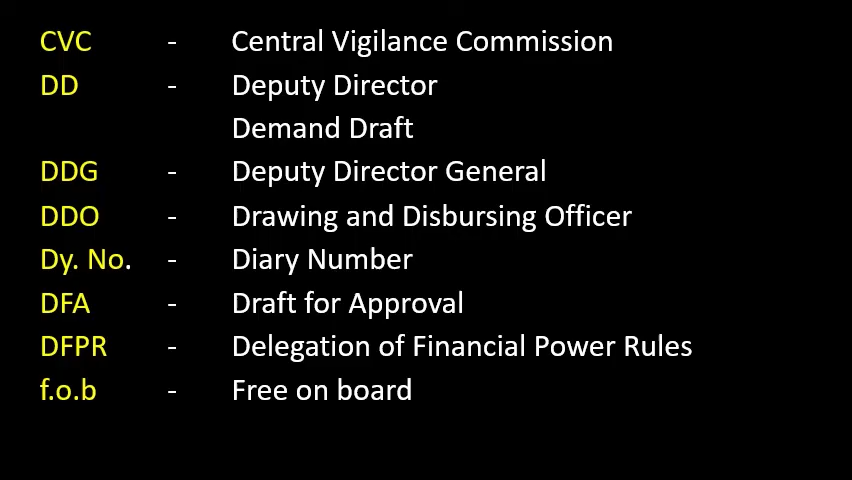 CVC - Central Vigilance Commission
DD - Deputy Director
Demand Draft
DDG - Deputy Director General
DDO - Drawing and Disbursing Officer
Dy. No. - Diary Number
DFA - Draft for Approval
DFPR - Delegation of Financial Power Rules
f.o.b - Free on board